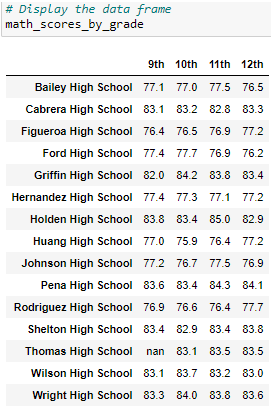 # Display the data frame
math_scores_by_grade
9th 10th 11th 12th
Bailey High School 77.1 77.0 77.5 76.5
Cabrera High School 83.1 83.2 82.8 83.3
Figueroa High School 76.4 76.5 76.9 77.2
Ford High School 77.4 77.7 76.9 76.2
Griffin High School 82.0 84.2 83.8 83.4
Hernandez High School 77.4 77.3 77.1 77.2
Holden High School 83.8 83.4 85.0 82.9
Huang High School 77.0 75.9 76.4 77.2
Johnson High School 77.2 76.7 77.5 76.9
Pena High School 83.6 83.4 84.3 84.1
Rodriguez High School 76.9 76.6 76.4 77.7
Shelton High School 83.4 82.9 83.4 83.8
Thomas High School nan 83.1 83.5 83.5
Wilson High School 83.1 83.7 83.2 83.0
Wright High School 83.3 84.0 83.8 83.6